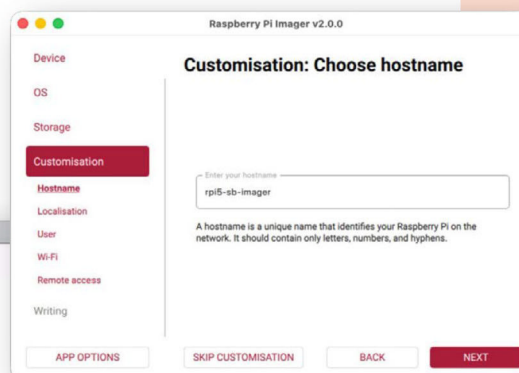 Raspberry Pi Imager v2.0.0
Device
OS
Storage
Customisation
Hostname
Localisation
User
Wi-Fi
Remote access
Writing
Customisation: Choose hostname
Enter your hostname
rpi5-sb-imager
A hostname is a unique name that identifies your Raspberry Pi on the
network. It should contain only letters, numbers, and hyphens.
APP OPTIONS
SKIP CUSTOMISATION
BACK
NEXT